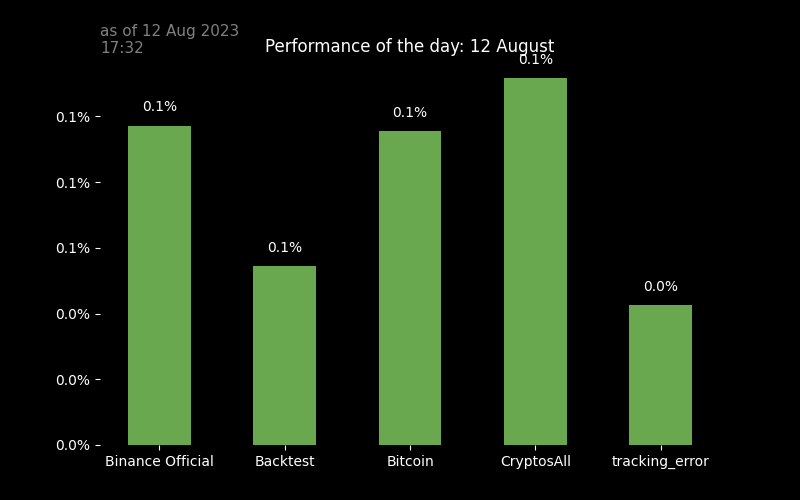 as of 12 Aug 2023
17:32
Performance of the day: 12 August
0.1%
0.1%
0.1%
0.1%
0.1%
0.1%
0.1%
0.0%
0.0%
0.0%
0.0%
Binance Official
Backtest
Bitcoin
CryptosAll
tracking_error